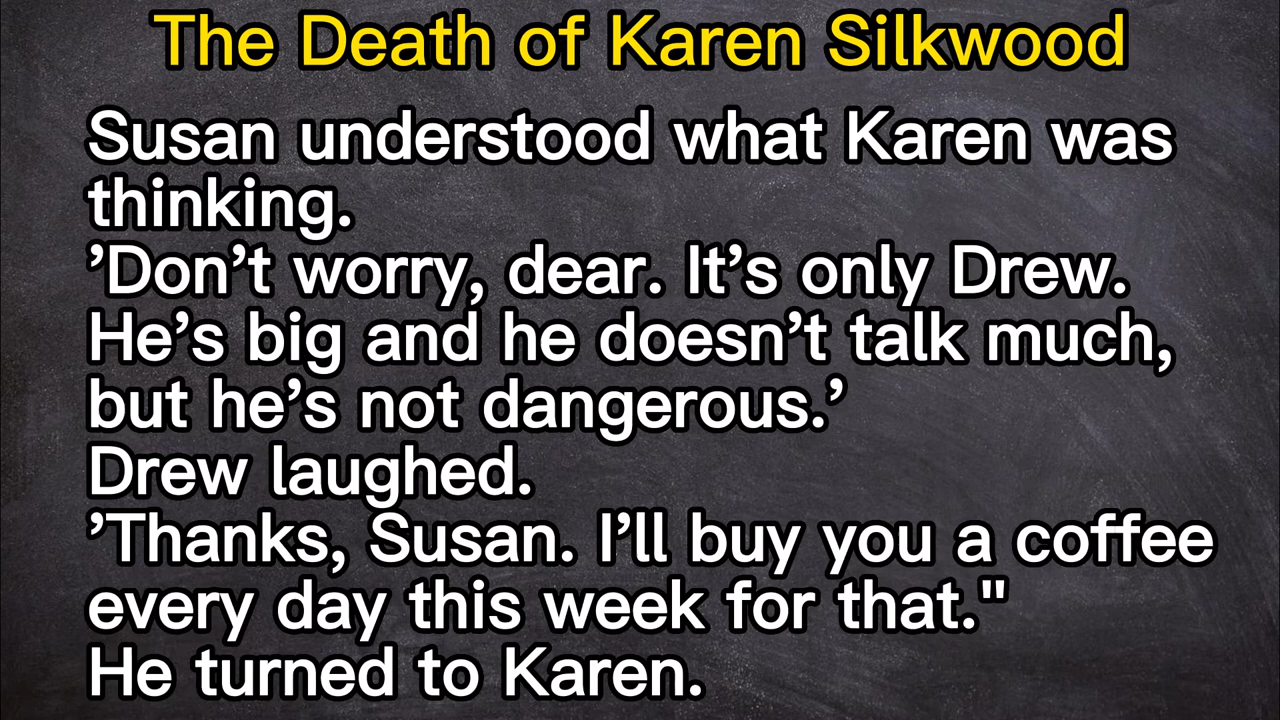 The Death of Karen Silkwood
Susan understood what Karen was
thinking.
’Don’t worry, dear. It’s only Drew.
He’s big and he doesn’t talk much,
but he’s not dangerous.’
Drew laughed.
’Thanks, Susan. I’ll buy you a coffee
every day this week for that."
He turned to Karen.